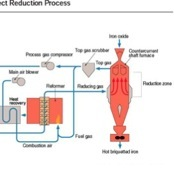 ect Reduction Process
Iron oxide
Process gas compressor
Top gas scrubber
Countercurrent
shaft furnace
Top gas
Main air blower
Reformer
Reducing gas
Reduction zone
Heat
recovery
Fuel gas
Combustion air
Hot briquetted iron